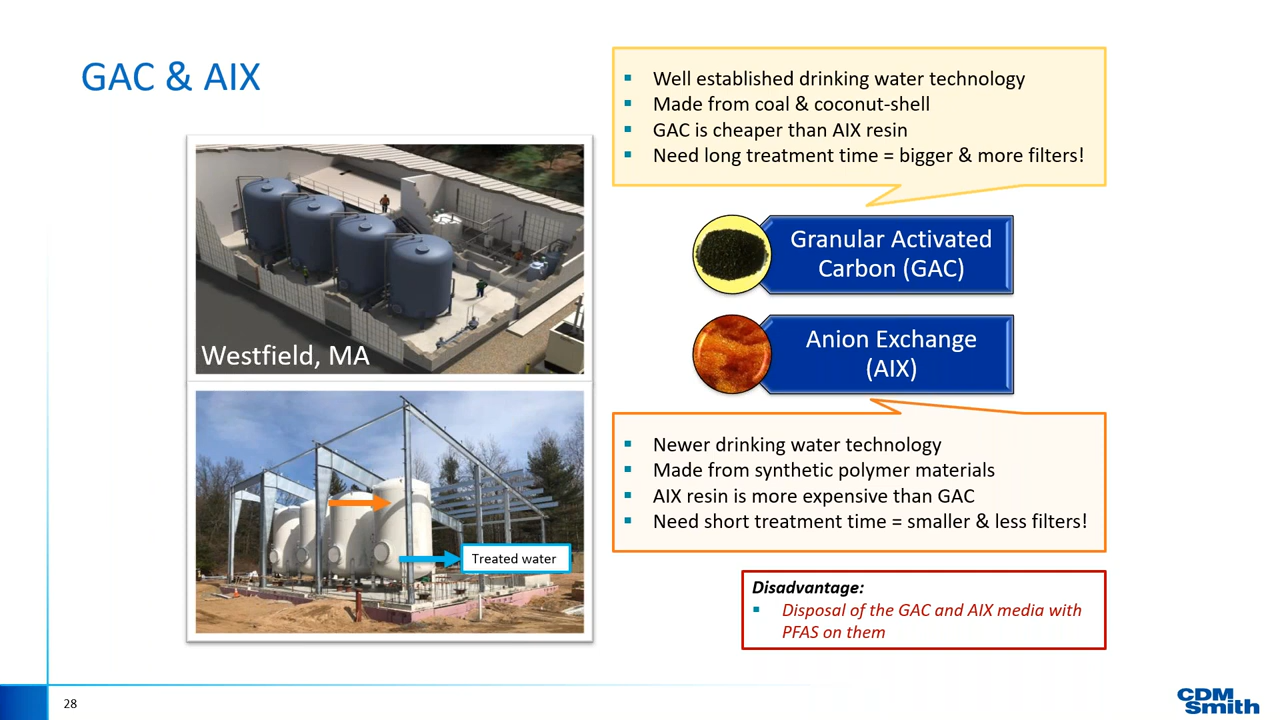 GAC & AIX
Westfield, MA
Treated water
▪ Well established drinking water technology
▪ Made from coal & coconut-shell
▪ GAC is cheaper than AIX resin
▪ Need long treatment time = bigger & more filters!
Granular Activated
Carbon (GAC)
Anion Exchange
(AIX)
▪ Newer drinking water technology
▪ Made from synthetic polymer materials
▪ AIX resin is more expensive than GAC
▪ Need short treatment time = smaller & less filters!
Disadvantage:
▪ Disposal of the GAC and AIX media with
PFAS on them
28
CDM
Smith